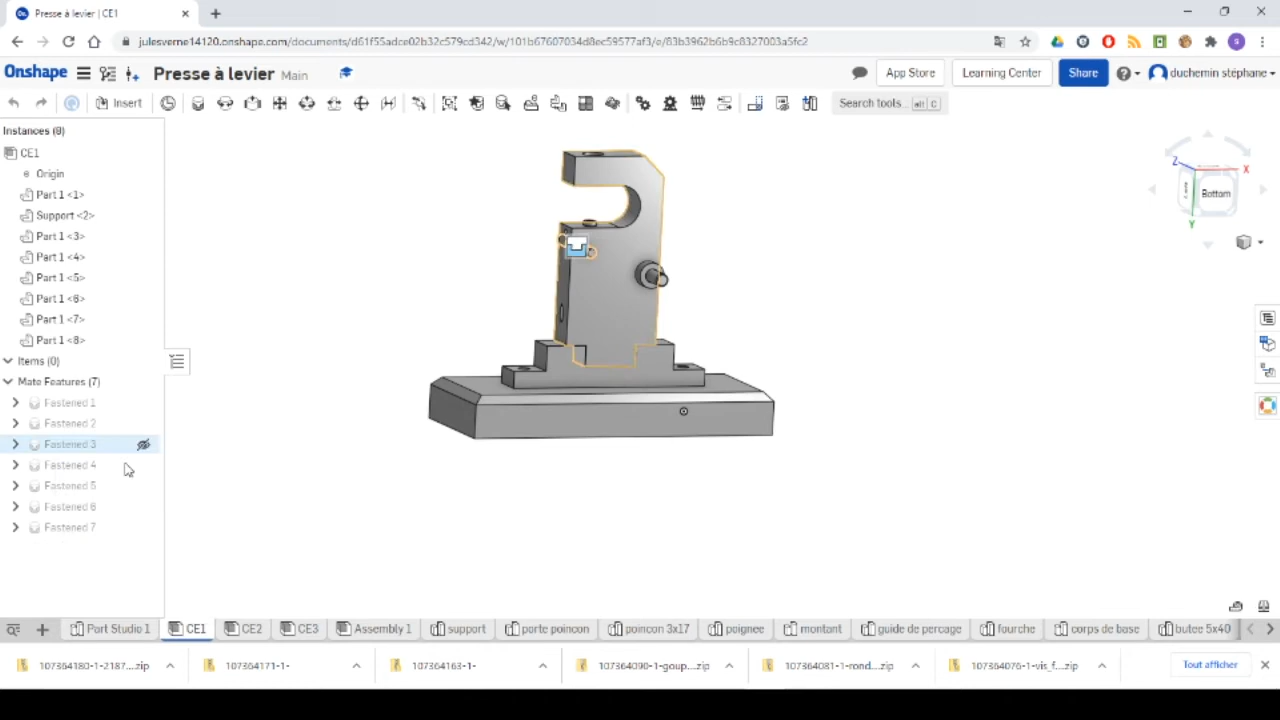 Presse à levier | CE1
julesverne14120.onshape.com/documents/d61f55adce02b32c579cd342/w/101b67607034d8ec59577af3/e/83b3962b6b9c8327003a5fc2
Onshape Presse à levier Main App Store Learning Center Share duchemin stéphane
Insert Search tools... alt C
Instances (8)
CE1
Origin
Part 1 <1>
Support <2>
Part 1 <3>
Part 1 <4>
Part 1 <5>
Part 1 <6>
Part 1 <7>
Part 1 <8>
Items (0)
Mate Features (7)
Fastened 1
Fastened 2
Fastened 3
Fastened 4
Fastened 5
Fastened 6
Fastened 7
Z
X
Bottom
Y
Part Studio 1 CE1 CE2 CE3 Assembly 1 support porte poincon poincon 3x17 poignee montant guide de percage fourche corps de base butee 5x40
107364180-1-2187....zip 107364171-1- 107364163-1- 107364090-1-goup....zip 107364081-1-rond....zip 107364076-1-vis_f....zip Tout afficher